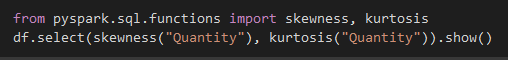 from pyspark.sql.functions import skewness, kurtosis
df.select(skewness("Quantity"), kurtosis("Quantity")).show()